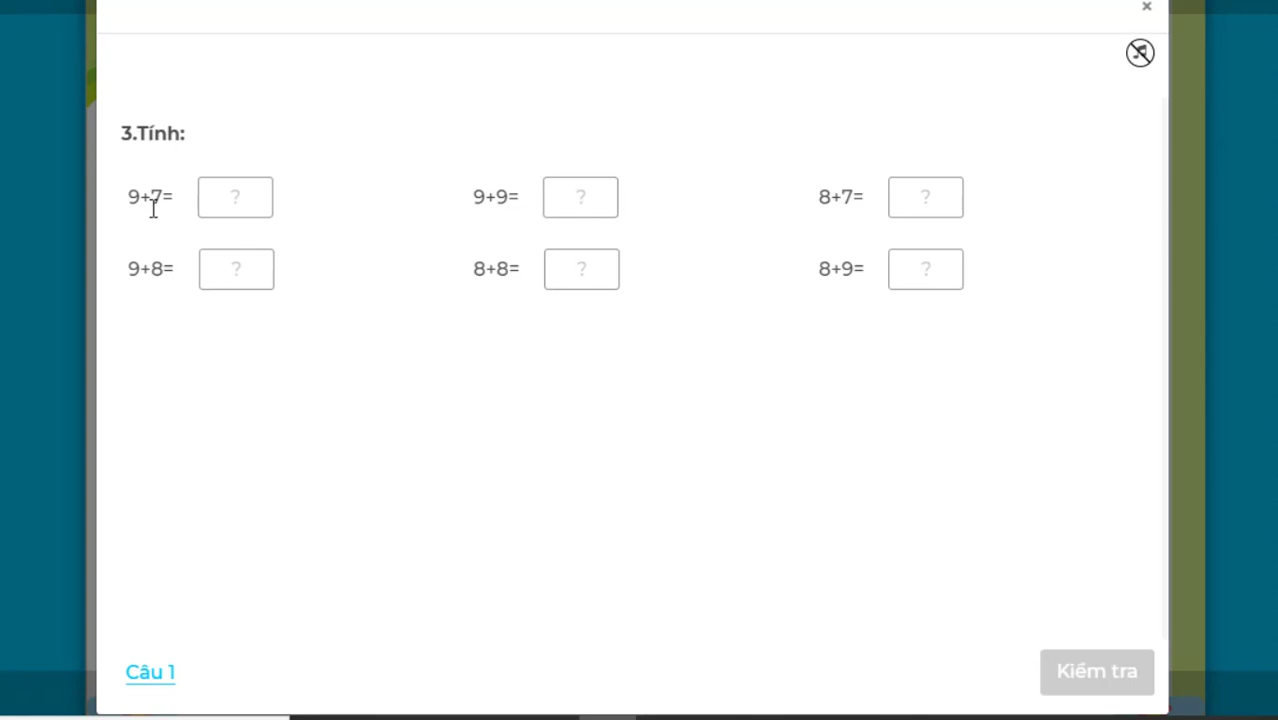 ×
3.Tính:
9+7= ? 9+9= ? 8+7= ?
9+8= ? 8+8= ? 8+9= ?
Câu 1 Kiểm tra